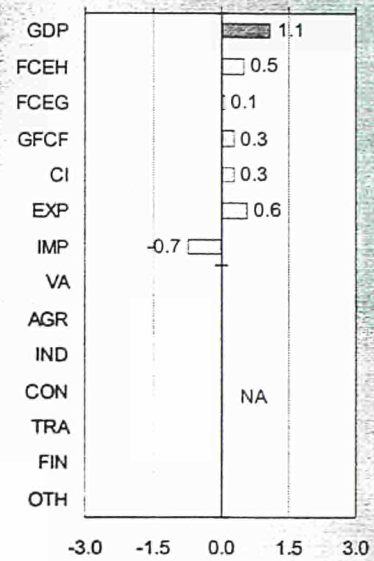 GDP 1.1
FCEH 0.5
FCEG 0.1
GFCF 0.3
CI 0.3
EXP 0.6
IMP -0.7
VA
AGR
IND
CON NA
TRA
FIN
OTH
-3.0 -1.5 0.0 1.5 3.0